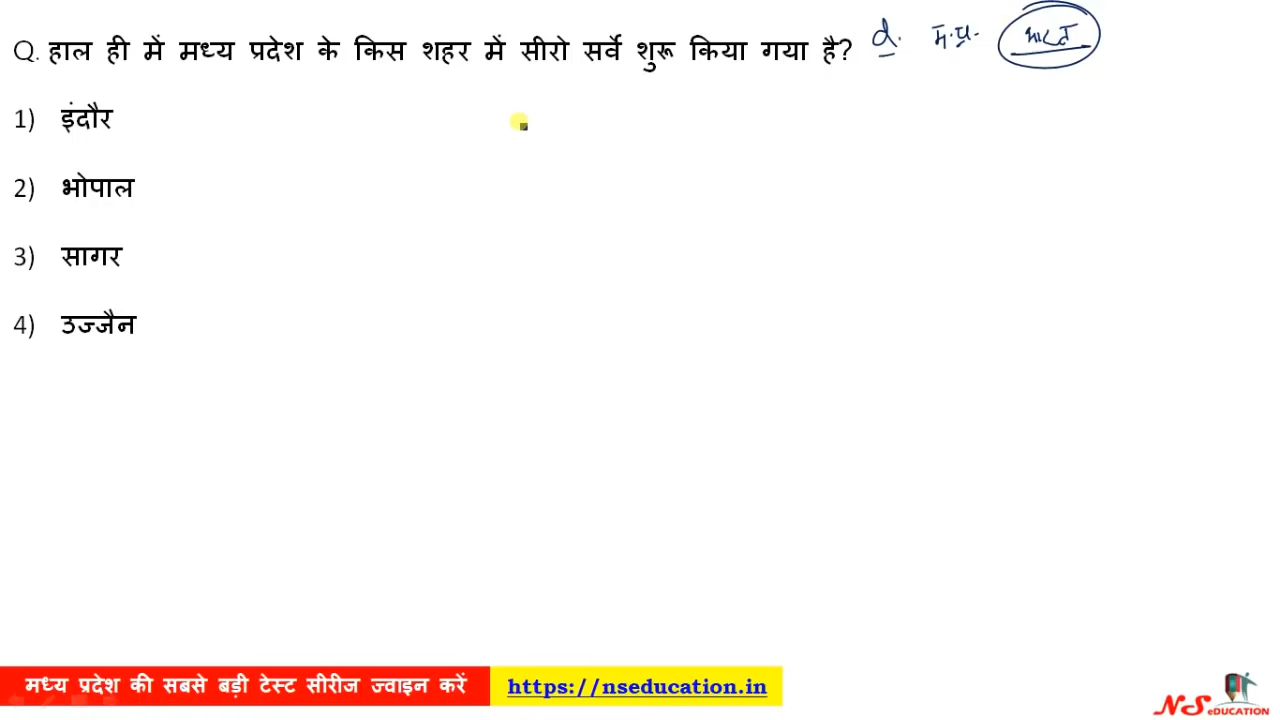 Q. हाल ही में मध्य प्रदेश के किस शहर में सीरो सर्वे शुरू किया गया है? म.प्र. भारत
1) इंदौर
2) भोपाल
3) सागर
4) उज्जैन
मध्य प्रदेश की सबसे बड़ी टेस्ट सीरीज ज्वाइन करें https://nseducation.in
NS eDUCATION